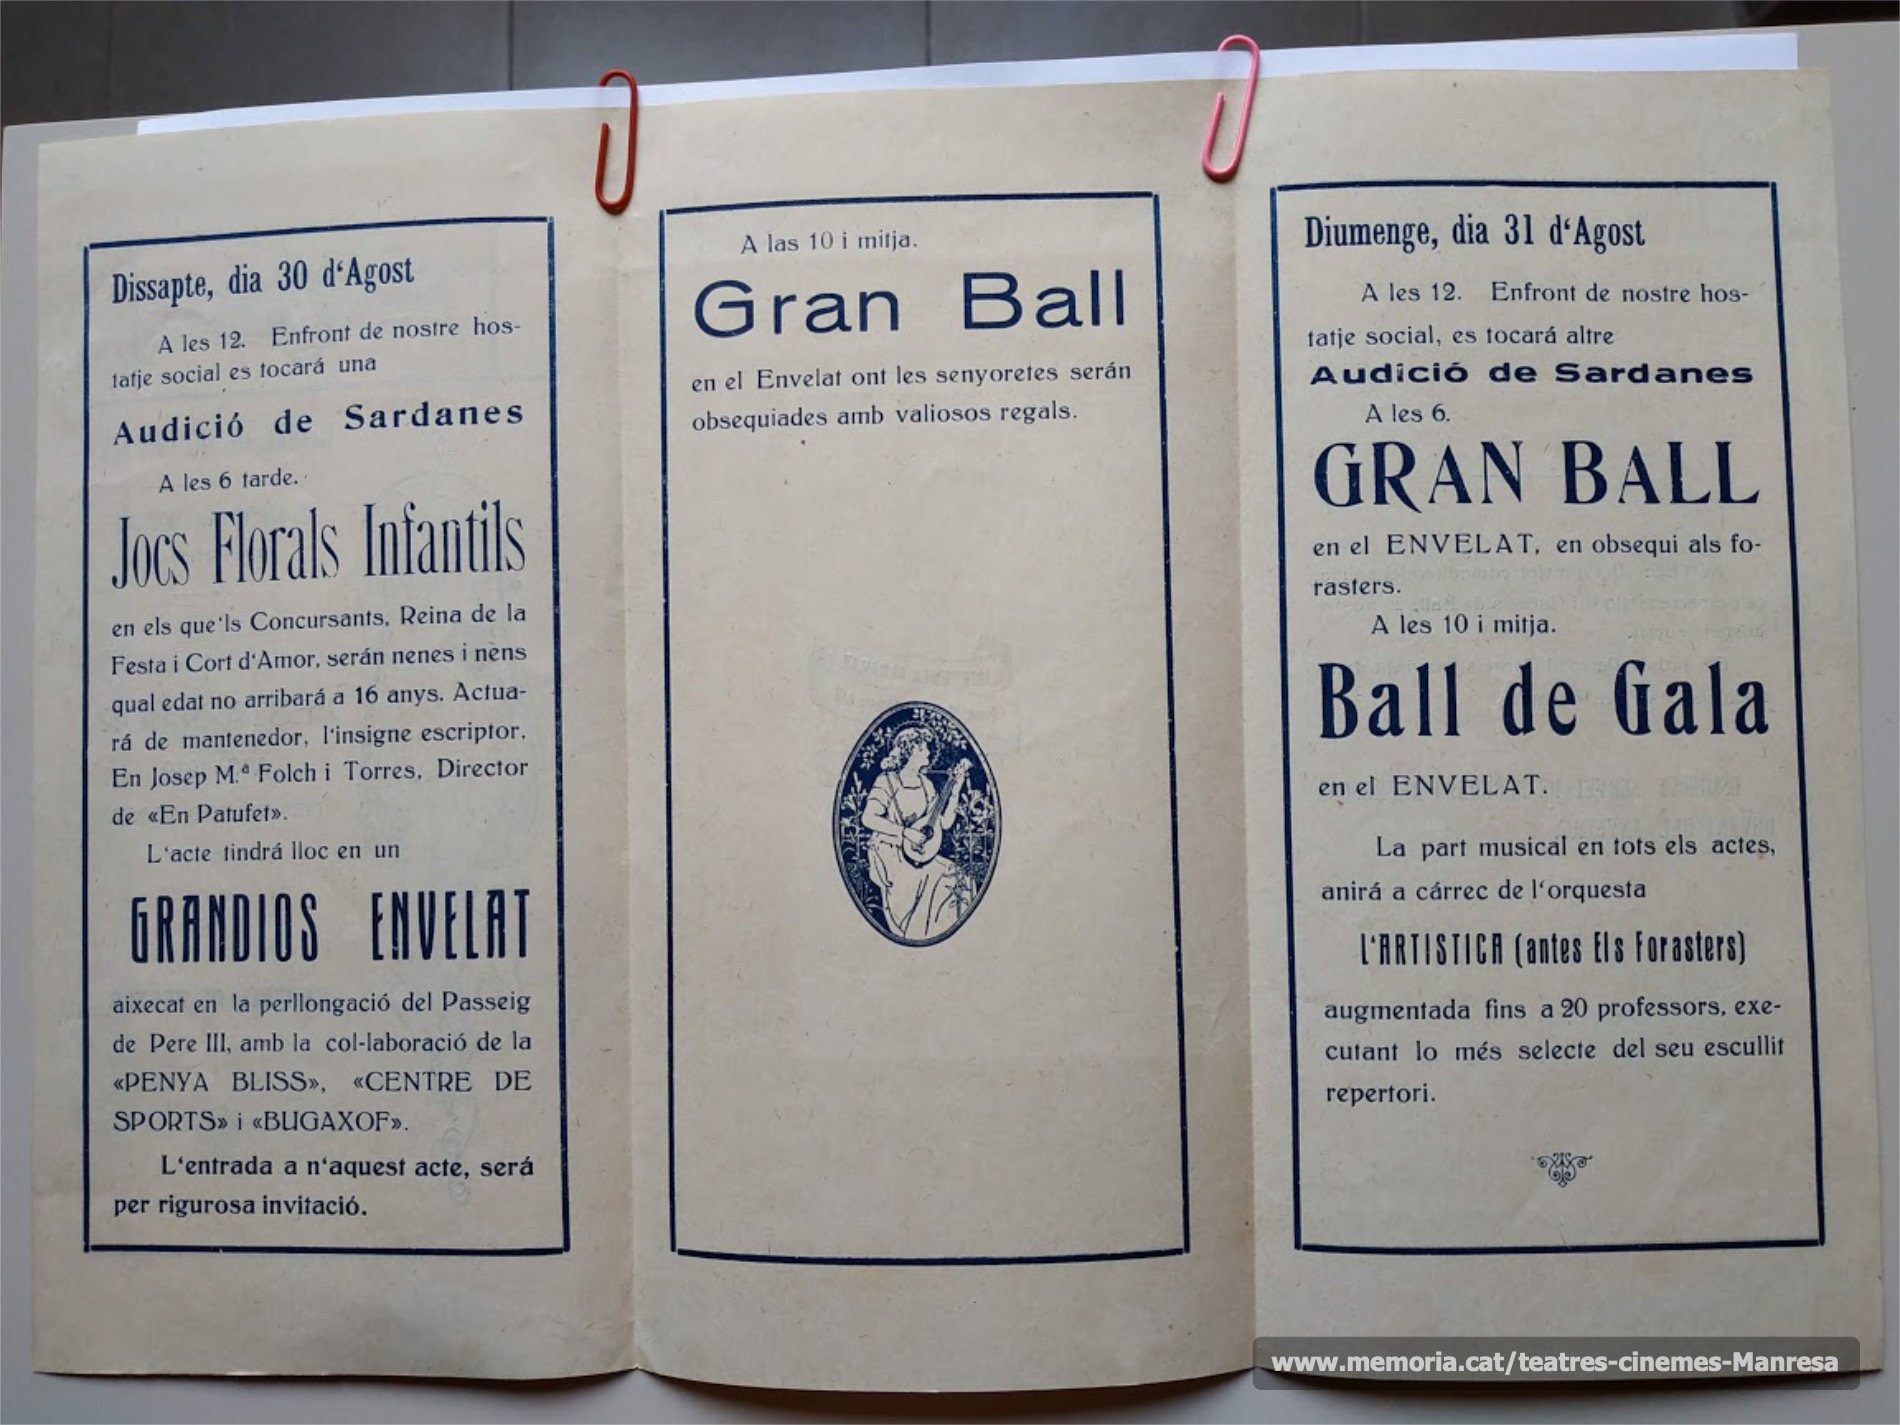 Dissapte, dia 30 d‘Agost
A les 12. Enfront de nostre hos-
tatje social es tocará una
Audició de Sardanes
A les 6 tarde.
Jocs Florals Infantils
en els que‘ls Concursants, Reina de la
Festa i Cort d‘Amor, serán nenes i nèns
qual edat no arribará a 16 anys. Actua-
rá de mantenedor, l‘insigne escriptor,
En Josep M.ª Folch i Torres, Director
de «En Patufet».
L‘acte tindrá lloc en un
GRANDIOS ENVELAT
aixecat en la perllongació del Passeig
de Pere III, amb la col-laboració de la
«PENYA BLISS», «CENTRE DE
SPORTS» i «BUGAXOF».
L‘entrada a n‘aquest acte, será
per rigurosa invitació.
A las 10 i mitja.
Gran Ball
en el Envelat ont les senyoretes serán
obsequiades amb valiosos regals.
Diumenge, dia 31 d‘Agost
A les 12. Enfront de nostre hos-
tatje social, es tocará altre
Audició de Sardanes
A les 6.
GRAN BALL
en el ENVELAT, en obsequi als fo-
rasters.
A les 10 i mitja.
Ball de Gala
en el ENVELAT.
La part musical en tots els actes,
anirá a cárrec de l‘orquesta
L‘ARTISTICA (antes Els Forasters)
augmentada fins a 20 professors, exe-
cutant lo més selecte del seu escullit
repertori.
www.memoria.cat/teatres-cinemes-Manresa